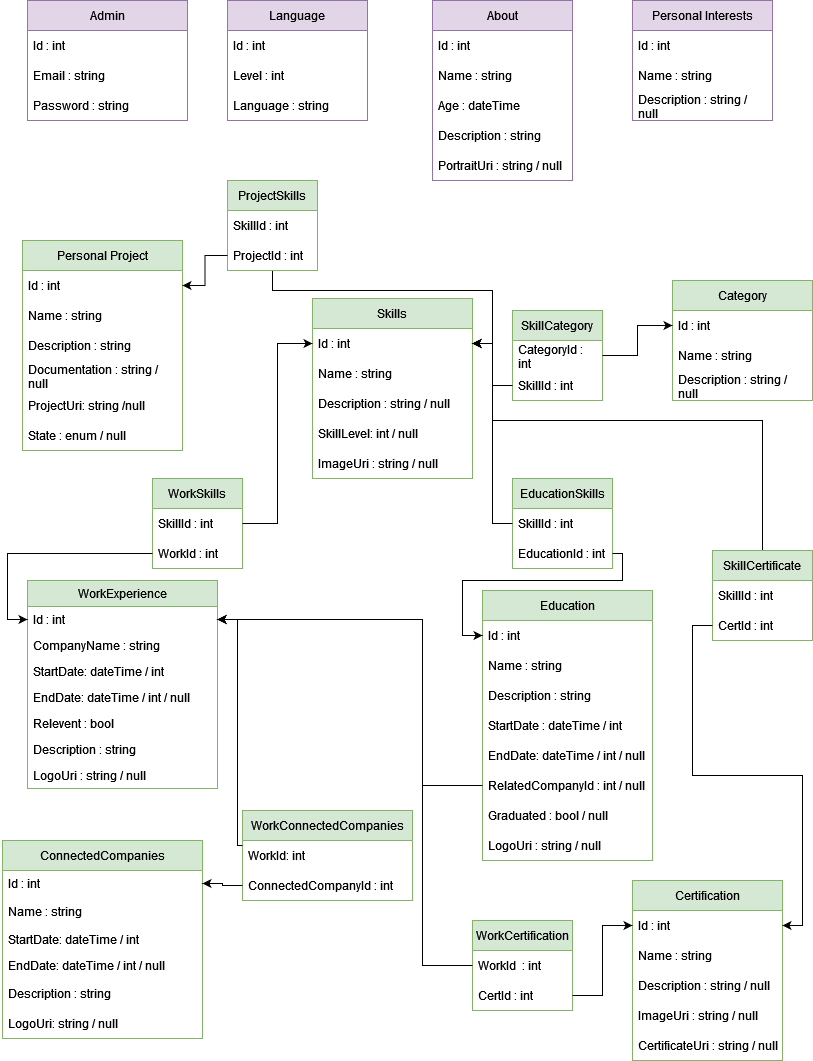 Admin
Id : int
Email : string
Password : string
Language
Id : int
Level : int
Language : string
About
Id : int
Name : string
Age : dateTime
Description : string
PortraitUri : string / null
Personal Interests
Id : int
Name : string
Description : string /
null
ProjectSkills
SkillId : int
ProjectId : int
Personal Project
Id : int
Name : string
Description : string
Documentation : string /
null
ProjectUri: string /null
State : enum / null
Skills
Id : int
Name : string
Description : string / null
SkillLevel: int / null
ImageUri : string / null
SkillCategory
CategoryId :
int
SkillId : int
Category
Id : int
Name : string
Description : string /
null
WorkSkills
SkillId : int
WorkId : int
EducationSkills
SkillId : int
EducationId : int
SkillCertificate
SkillId : int
CertId : int
WorkExperience
Id : int
CompanyName : string
StartDate: dateTime / int
EndDate: dateTime / int / null
Relevent : bool
Description : string
LogoUri : string / null
Education
Id : int
Name : string
Description : string
StartDate : dateTime / int
EndDate: dateTime / int / null
RelatedCompanyId : int / null
Graduated : bool / null
LogoUri : string / null
WorkConnectedCompanies
WorkId: int
ConnectedCompanyId : int
ConnectedCompanies
Id : int
Name : string
StartDate: dateTime / int
EndDate: dateTime / int / null
Description : string
LogoUri: string / null
WorkCertification
WorkId : int
CertId : int
Certification
Id : int
Name : string
Description : string / null
ImageUri : string / null
CertificateUri : string / null